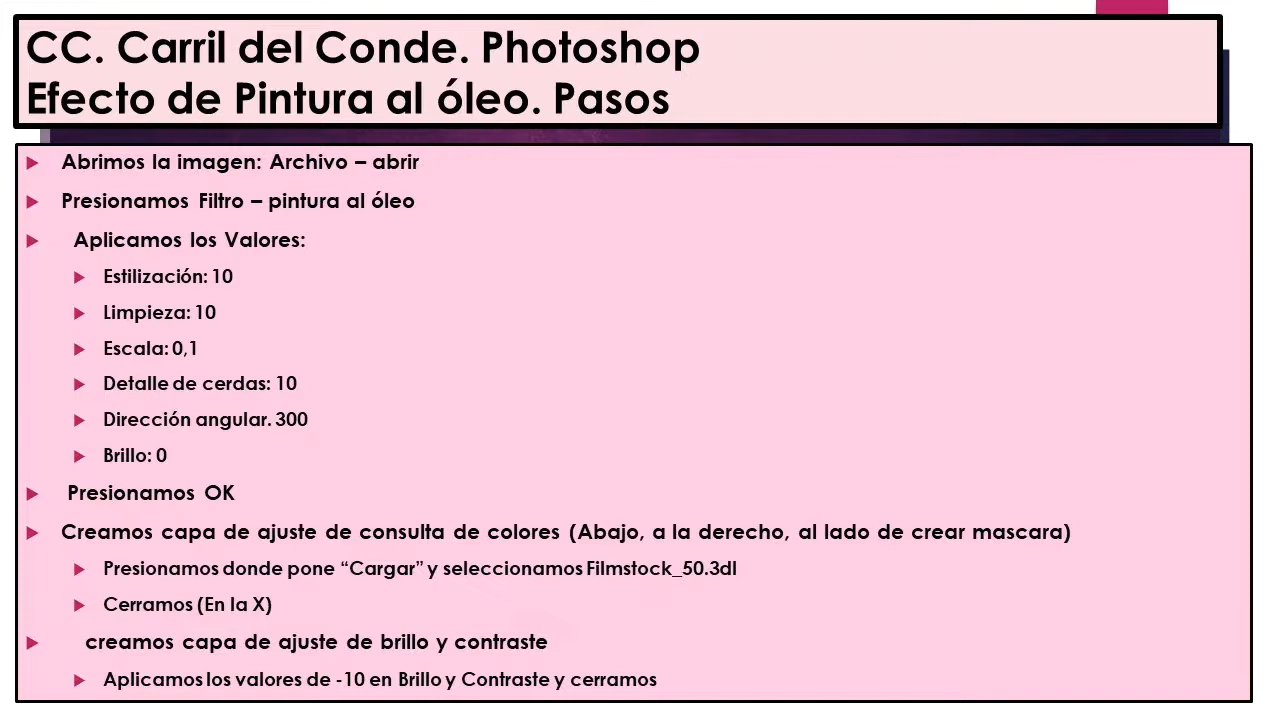 CC. Carril del Conde. Photoshop
Efecto de Pintura al óleo. Pasos
Abrimos la imagen: Archivo – abrir
Presionamos Filtro – pintura al óleo
Aplicamos los Valores:
Estilización: 10
Limpieza: 10
Escala: 0,1
Detalle de cerdas: 10
Dirección angular. 300
Brillo: 0
Presionamos OK
Creamos capa de ajuste de consulta de colores (Abajo, a la derecho, al lado de crear mascara)
Presionamos donde pone “Cargar” y seleccionamos Filmstock_50.3dl
Cerramos (En la X)
creamos capa de ajuste de brillo y contraste
Aplicamos los valores de -10 en Brillo y Contraste y cerramos